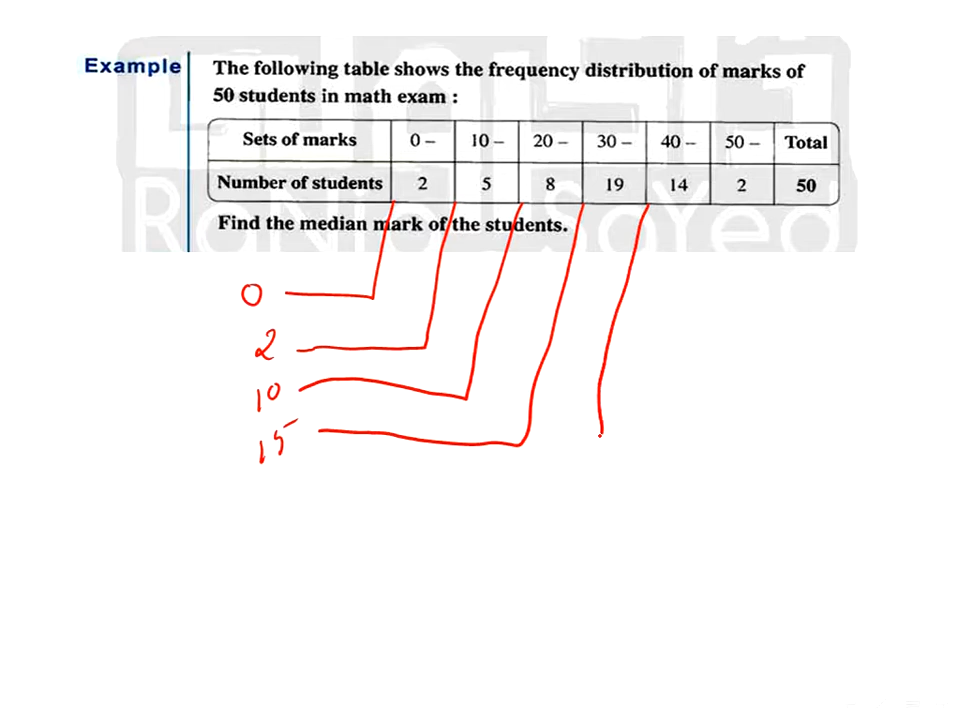 Example
The following table shows the frequency distribution of marks of
50 students in math exam :
Sets of marks 0 – 10 – 20 – 30 – 40 – 50 – Total
Number of students 2 5 8 19 14 2 50
Find the median mark of the students.
0
2
10
15
RaNia SaYed